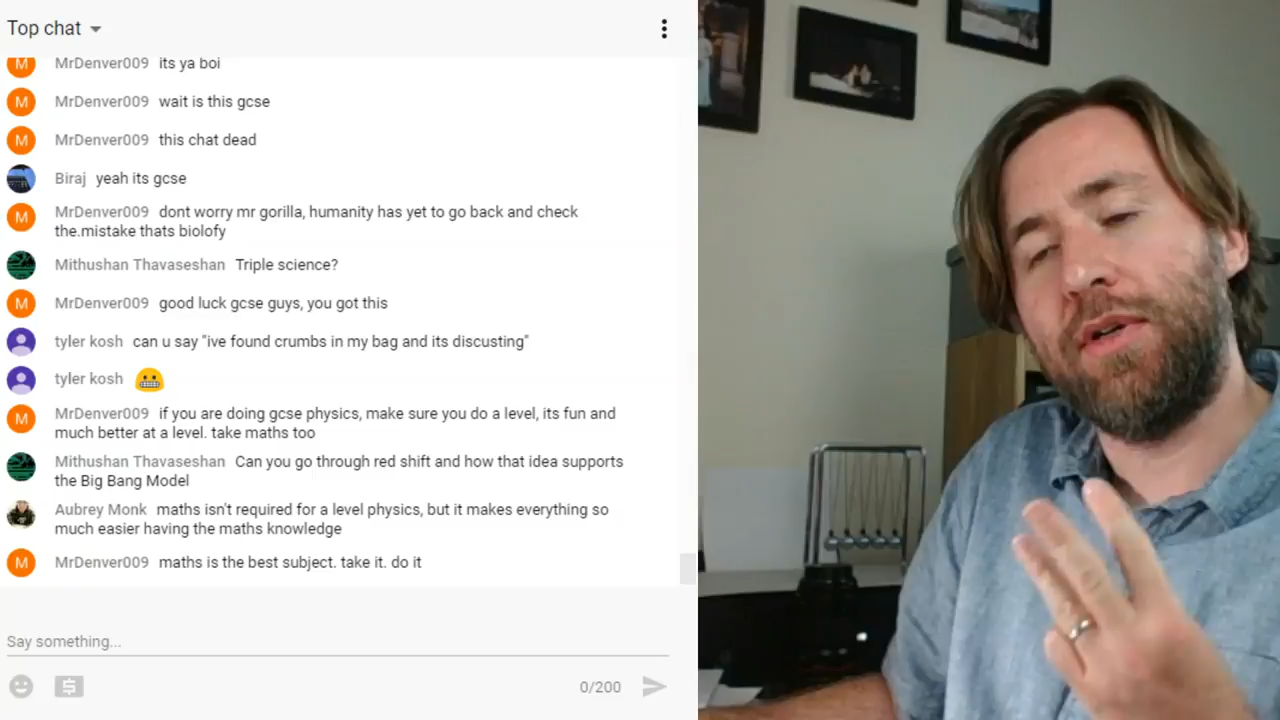 Top chat
M MrDenver009 its ya boi
M MrDenver009 wait is this gcse
M MrDenver009 this chat dead
Biraj yeah its gcse
M MrDenver009 dont worry mr gorilla, humanity has yet to go back and check
the.mistake thats biolofy
Mithushan Thavaseshan Triple science?
M MrDenver009 good luck gcse guys, you got this
tyler kosh can u say "ive found crumbs in my bag and its discusting"
tyler kosh 😬
M MrDenver009 if you are doing gcse physics, make sure you do a level, its fun and
much better at a level. take maths too
Mithushan Thavaseshan Can you go through red shift and how that idea supports
the Big Bang Model
Aubrey Monk maths isn't required for a level physics, but it makes everything so
much easier having the maths knowledge
M MrDenver009 maths is the best subject. take it. do it
Say something...
0/200